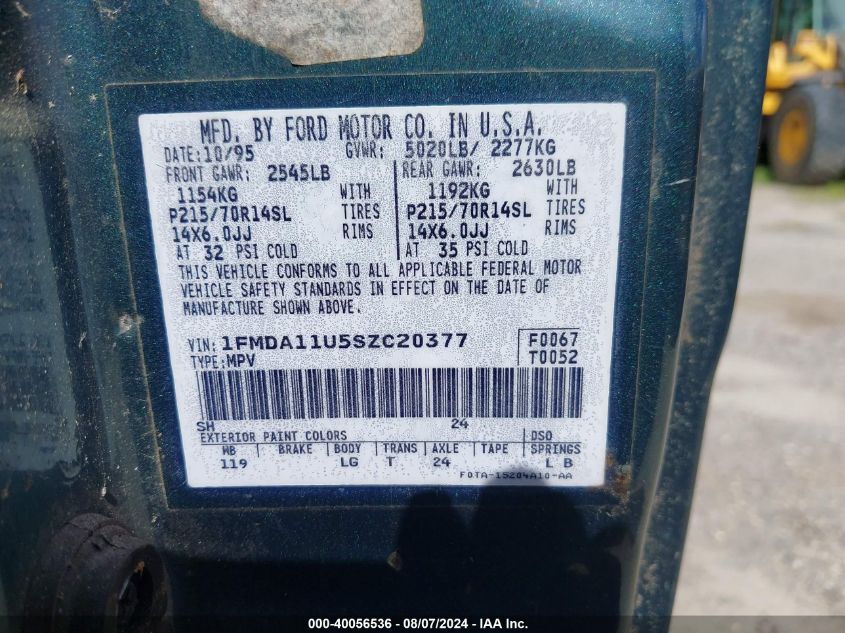 MFD. BY FORD MOTOR CO. IN U.S.A.
DATE: 10/95 GVWR: 5020LB/ 2277KG
FRONT GAWR: 2545LB REAR GAWR: 2630LB
1154KG WITH 1192KG WITH
P215/70R14SL TIRES P215/70R14SL TIRES
14X6.0JJ RIMS 14X6.0JJ RIMS
AT 32 PSI COLD AT 35 PSI COLD
THIS VEHICLE CONFORMS TO ALL APPLICABLE FEDERAL MOTOR
VEHICLE SAFETY STANDARDS IN EFFECT ON THE DATE OF
MANUFACTURE SHOWN ABOVE.
VIN: 1FMDA11U5SZC20377 F0067
TYPE: MPV T0052
SH 24
EXTERIOR PAINT COLORS DSO
WB BRAKE BODY TRANS AXLE TAPE SPRINGS
119 LG T 24 L B
F0TA-15204A10-AA
000-40056536 - 08/07/2024 - IAA Inc.